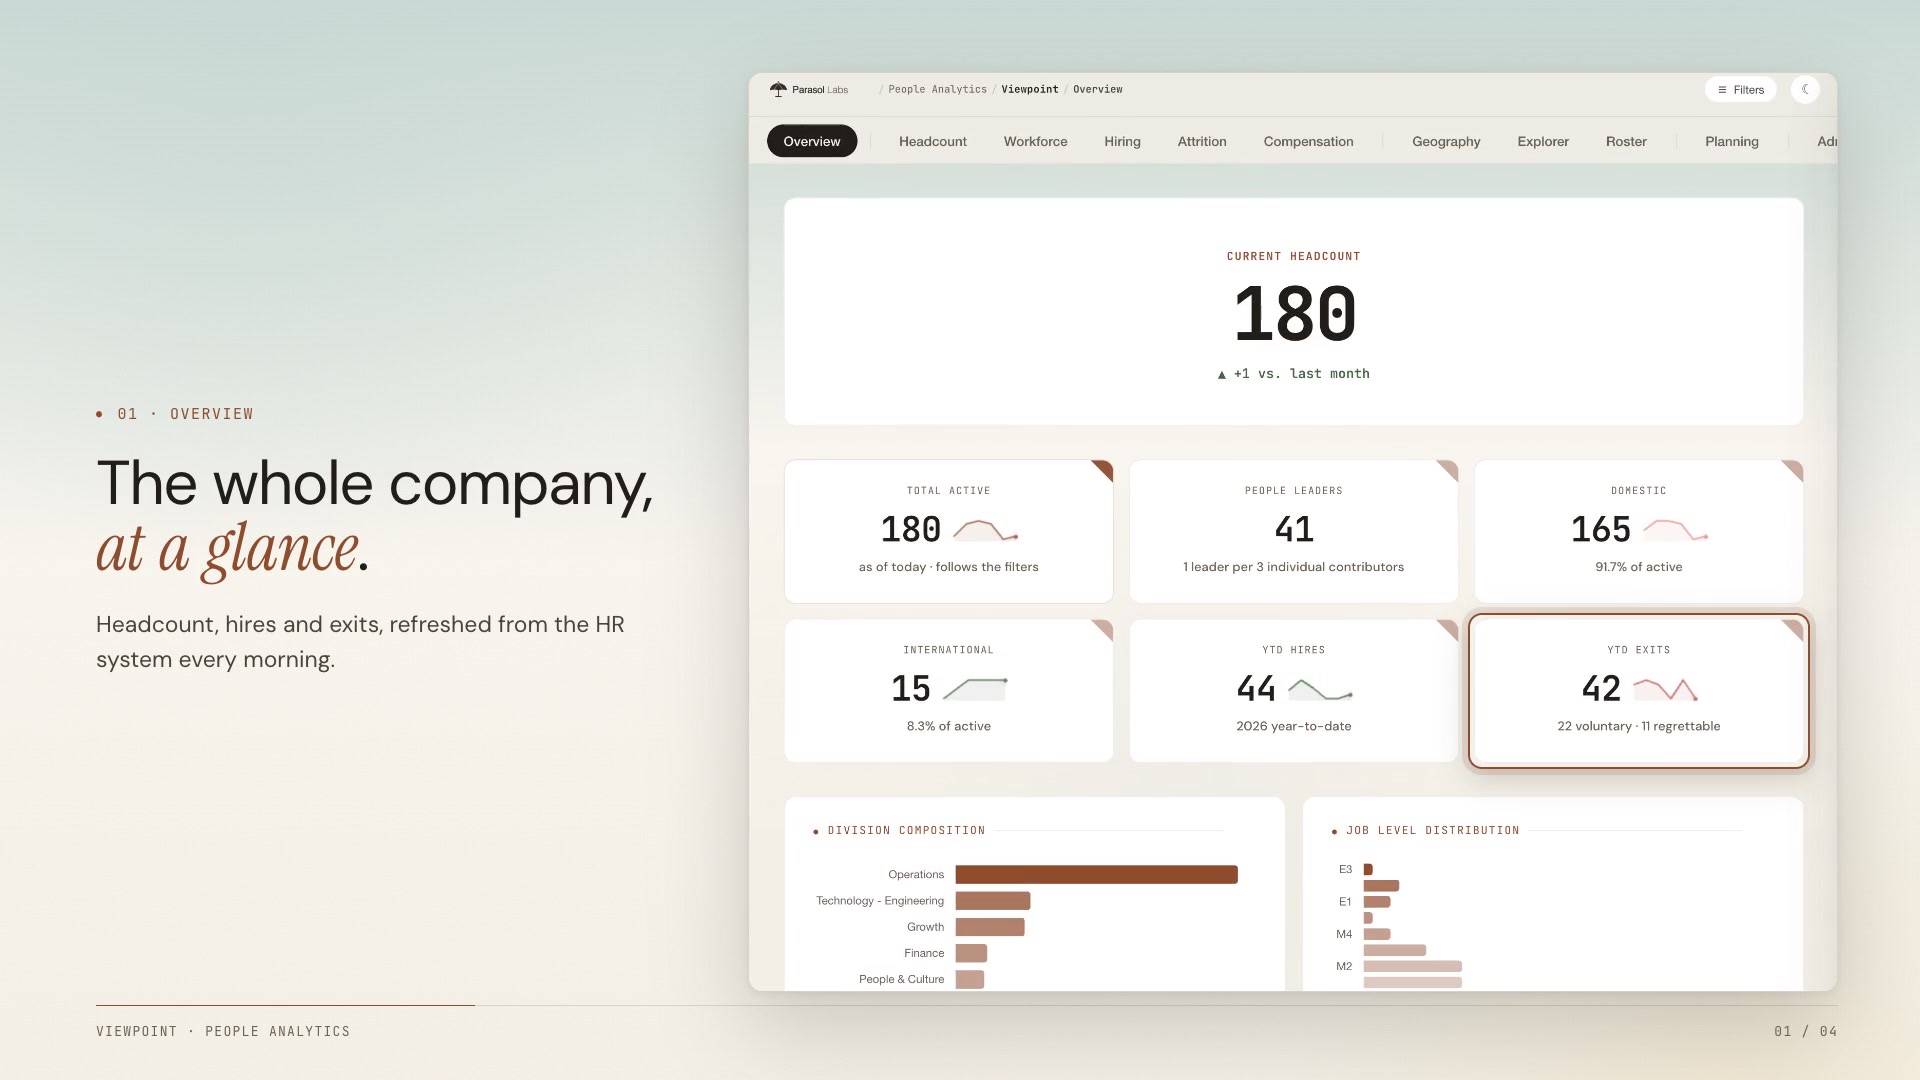 01 · OVERVIEW
The whole company,
at a glance.
Headcount, hires and exits, refreshed from the HR
system every morning.
Parasol Labs / People Analytics / Viewpoint / Overview
Filters
Overview Headcount Workforce Hiring Attrition Compensation Geography Explorer Roster Planning
CURRENT HEADCOUNT
180
▲ +1 vs. last month
TOTAL ACTIVE
180
as of today · follows the filters
PEOPLE LEADERS
41
1 leader per 3 individual contributors
DOMESTIC
165
91.7% of active
INTERNATIONAL
15
8.3% of active
YTD HIRES
44
2026 year-to-date
YTD EXITS
42
22 voluntary · 11 regrettable
DIVISION COMPOSITION
Operations
Technology - Engineering
Growth
Finance
People & Culture
JOB LEVEL DISTRIBUTION
E3
E1
M4
M2
VIEWPOINT · PEOPLE ANALYTICS
01 / 04